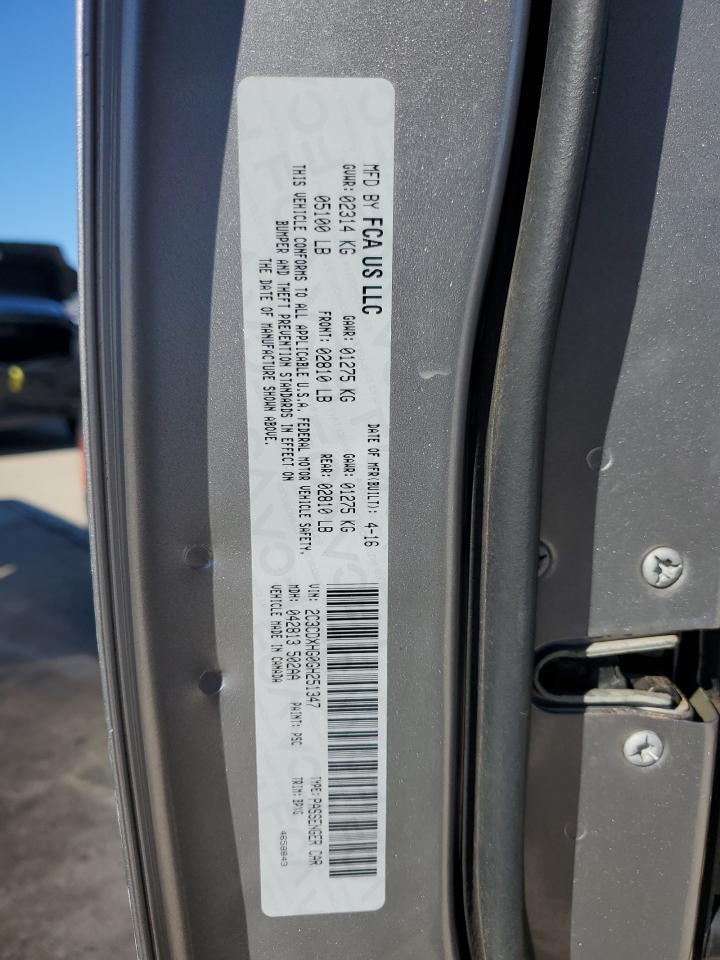 MFD BY FCA US LLC
DATE OF MFR(BUILT): 4-16
GVWR: 02314 KG GAWR: 01275 KG GAWR: 01275 KG
05100 LB FRONT: 02810 LB REAR: 02810 LB
THIS VEHICLE CONFORMS TO ALL APPLICABLE U.S.A. FEDERAL MOTOR VEHICLE SAFETY,
BUMPER AND THEFT PREVENTION STANDARDS IN EFFECT ON
THE DATE OF MANUFACTURE SHOWN ABOVE.
VIN: 2C3CDXHG0GH251347 TYPE: PASSENGER CAR
MDH: 042813 502AA PAINT: PSC TRIM: BPXG
VEHICLE MADE IN CANADA 4658843